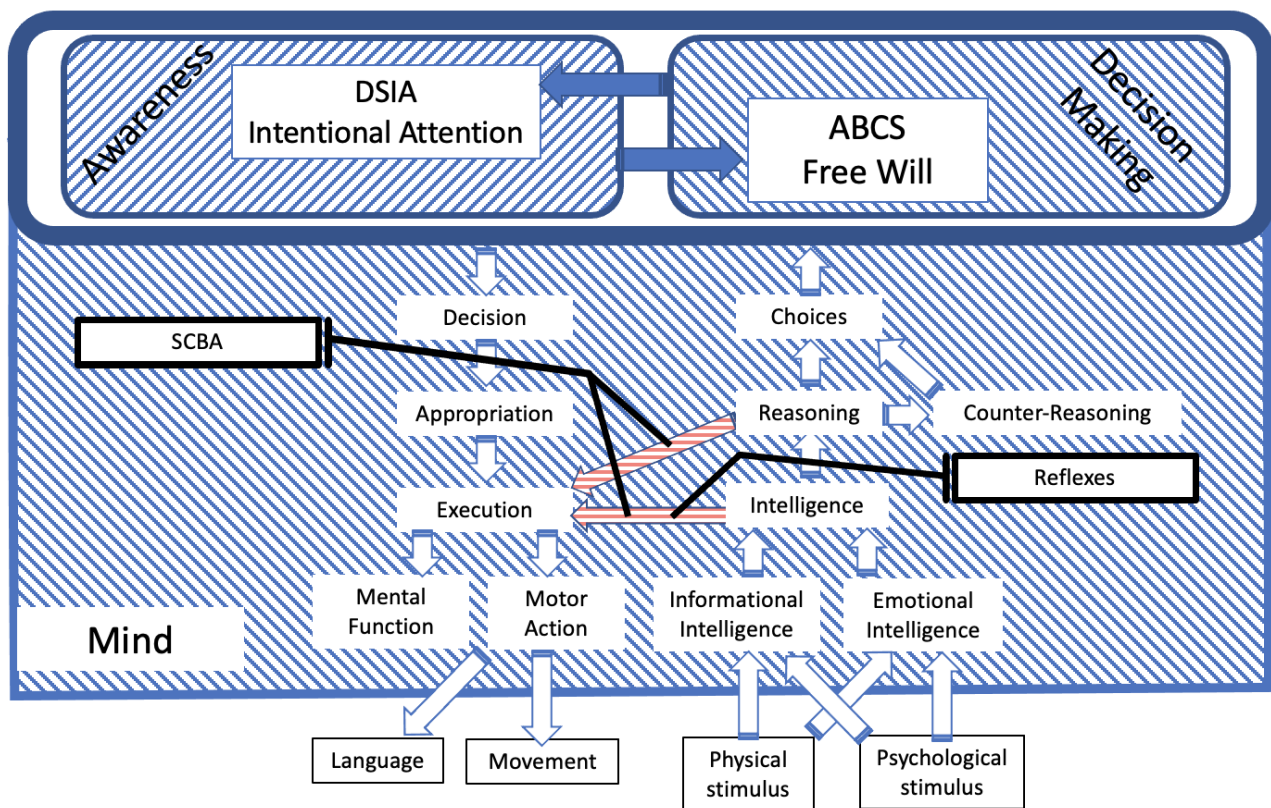 Awareness
DSIA
Intentional Attention
ABCS
Free Will
Decision
Making
Decision
Choices
SCBA
Appropriation
Reasoning
Counter-Reasoning
Reflexes
Execution
Intelligence
Mental
Function
Motor
Action
Informational
Intelligence
Emotional
Intelligence
Mind
Language
Movement
Physical
stimulus
Psychological
stimulus